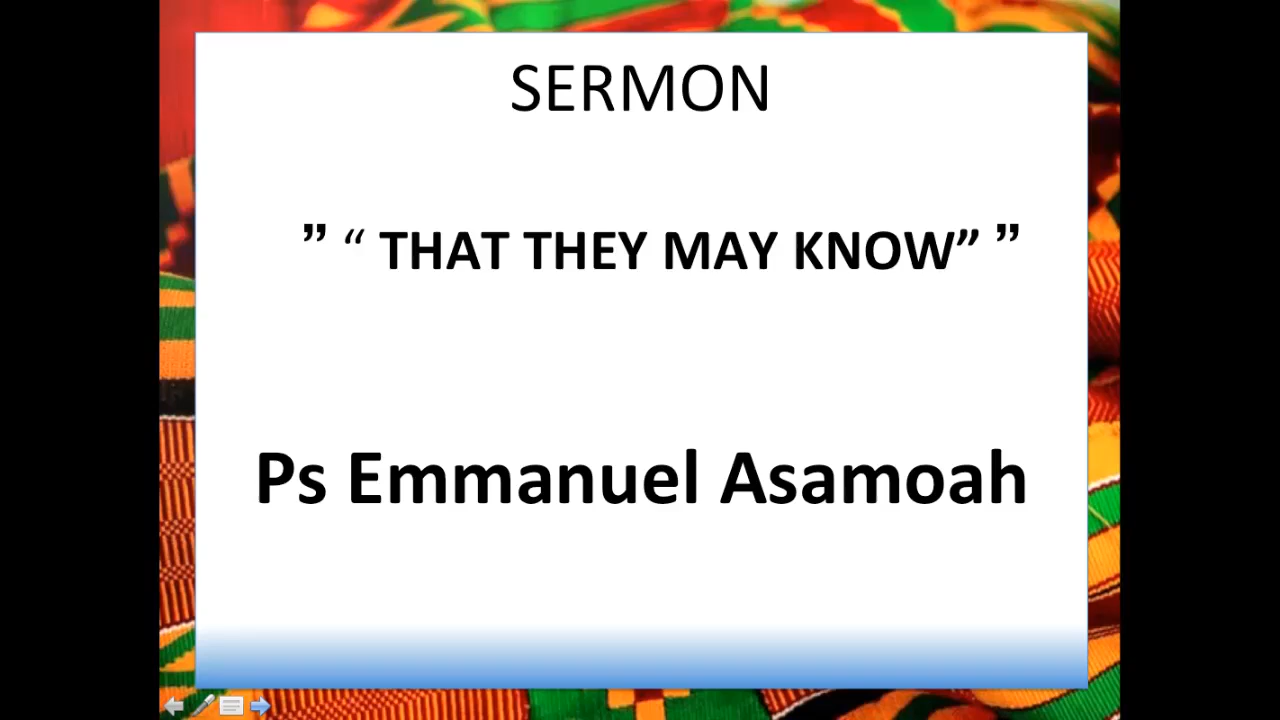 SERMON
” “ THAT THEY MAY KNOW” ”
Ps Emmanuel Asamoah